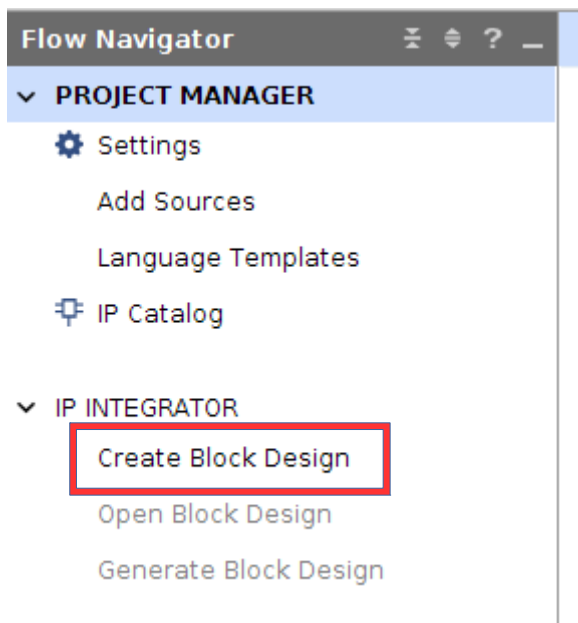 Flow Navigator ?
PROJECT MANAGER
Settings
Add Sources
Language Templates
IP Catalog
IP INTEGRATOR
Create Block Design
Open Block Design
Generate Block Design